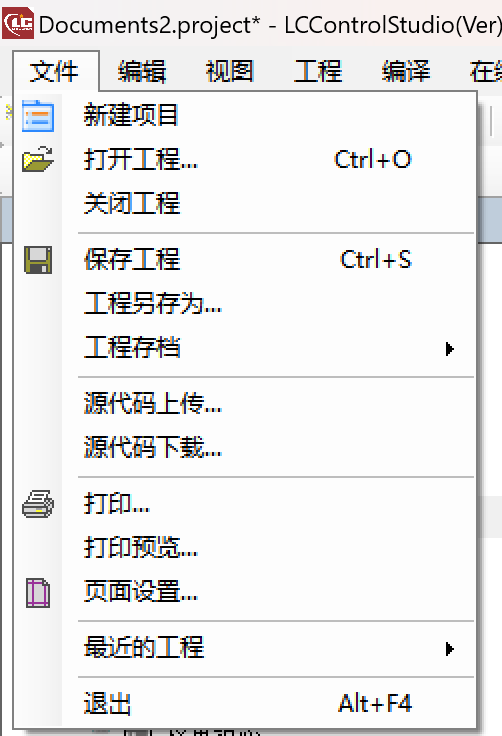 Documents2.project* - LCControlStudio(Ver)
文件 编辑 视图 工程 编译
新建项目
打开工程... Ctrl+O
关闭工程
保存工程 Ctrl+S
工程另存为...
工程存档
源代码上传...
源代码下载...
打印...
打印预览...
页面设置...
最近的工程
退出 Alt+F4